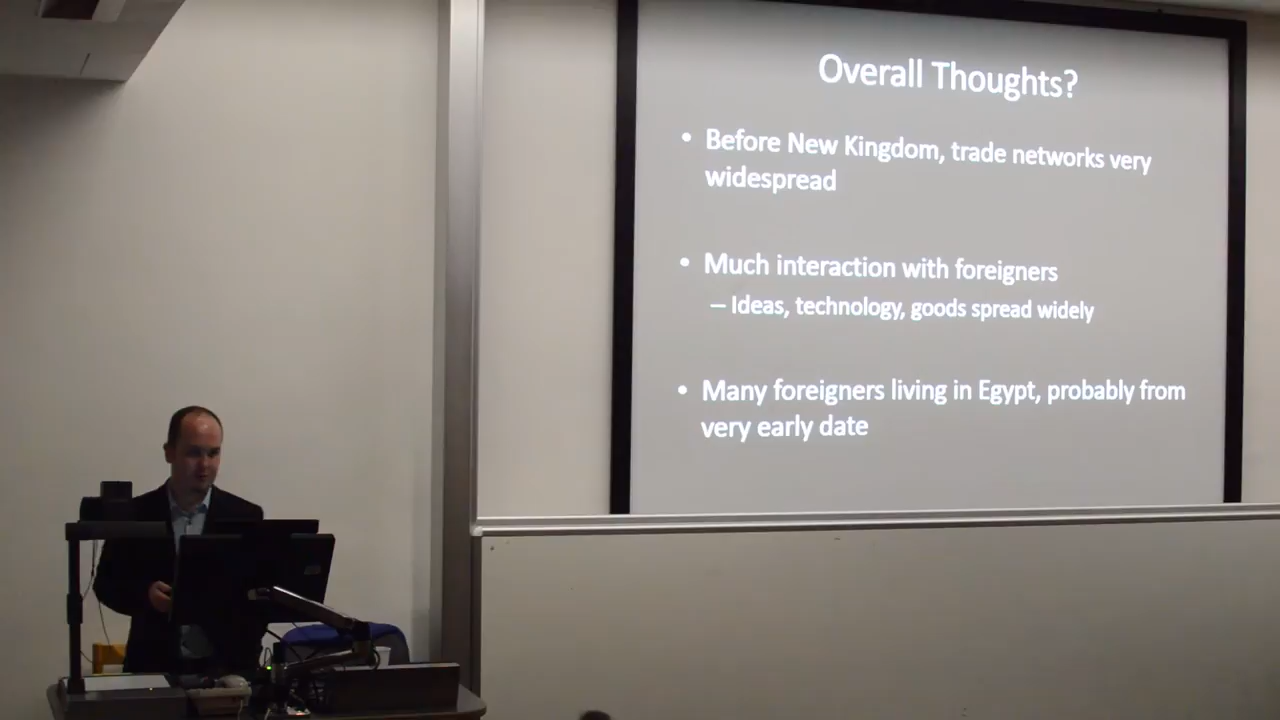 Overall Thoughts?
• Before New Kingdom, trade networks very
widespread
• Much interaction with foreigners
– Ideas, technology, goods spread widely
• Many foreigners living in Egypt, probably from
very early date